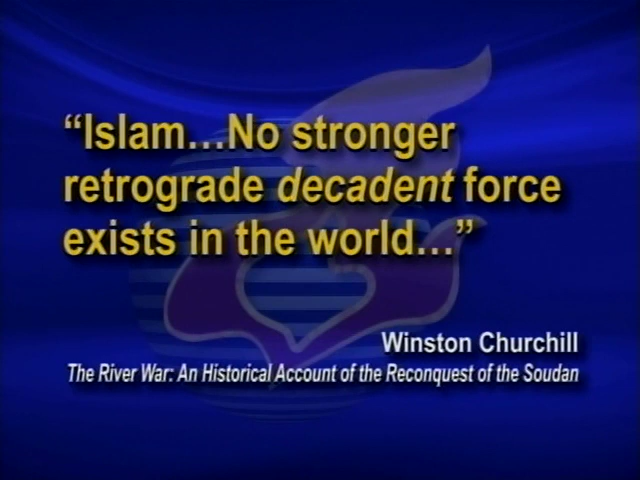 “Islam...No stronger
retrograde decadent force
exists in the world...”
Winston Churchill
The River War: An Historical Account of the Reconquest of the Soudan